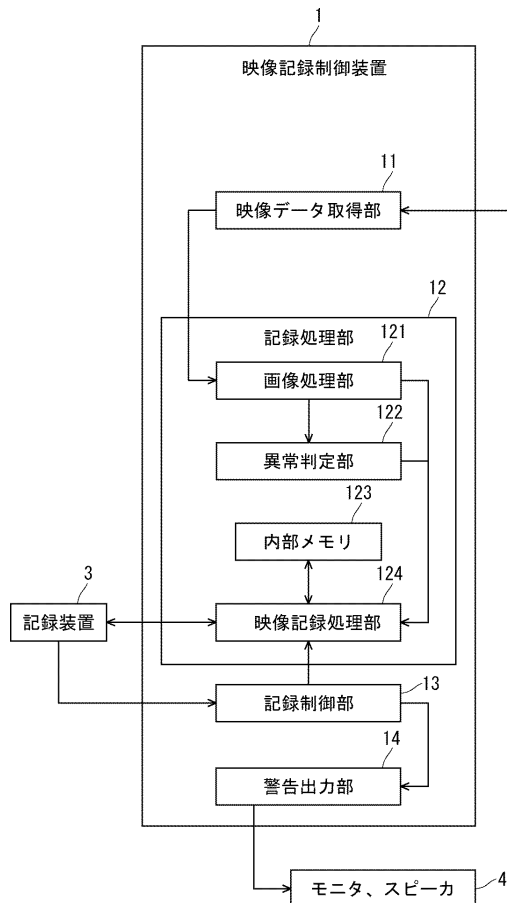 1
映像記録制御装置
11
映像データ取得部
12
記録処理部
121
画像処理部
122
異常判定部
123
内部メモリ
3
124
記録装置
映像記録処理部
13
記録制御部
14
警告出力部
4
モニタ、スピーカ